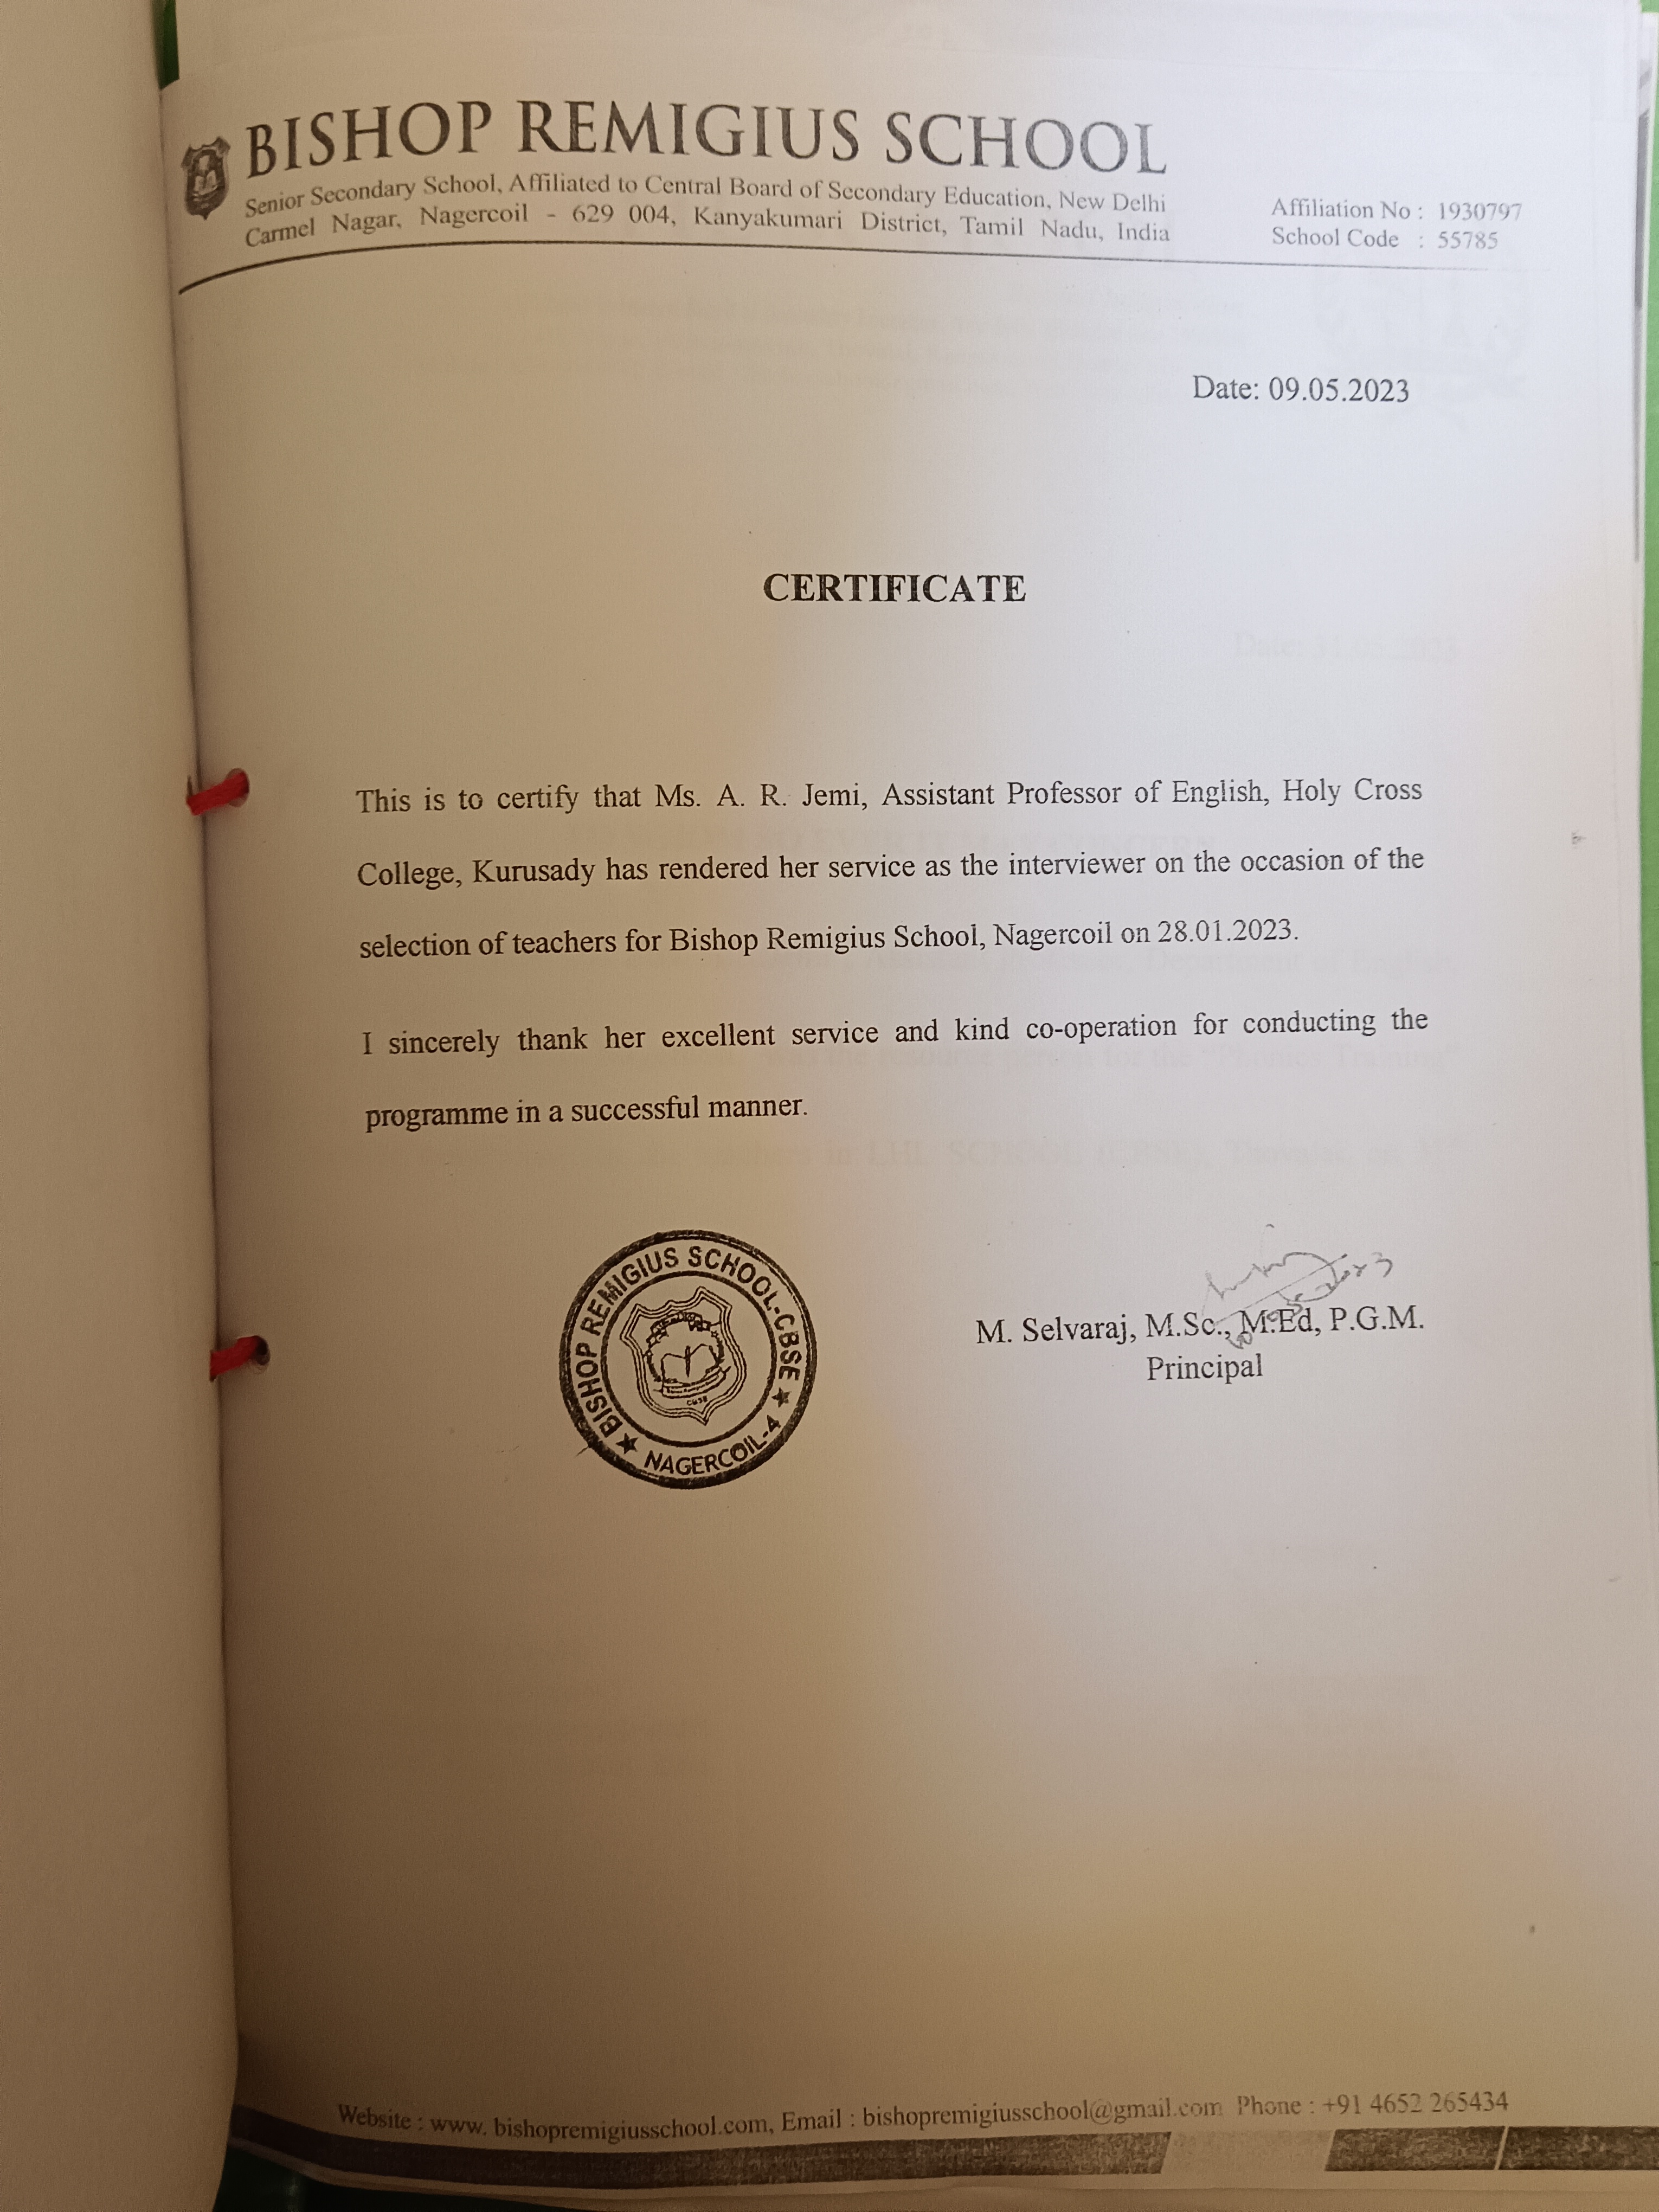 BISHOP REMIGIUS SCHOOL
Senior Secondary School, Affiliated to Central Board of Secondary Education, New Delhi
Carmel Nagar, Nagercoil - 629 004, Kanyakumari District, Tamil Nadu, India
Affiliation No : 1930797
School Code : 55785
Date: 09.05.2023
CERTIFICATE
This is to certify that Ms. A. R. Jemi, Assistant Professor of English, Holy Cross
College, Kurusady has rendered her service as the interviewer on the occasion of the
selection of teachers for Bishop Remigius School, Nagercoil on 28.01.2023.
I sincerely thank her excellent service and kind co-operation for conducting the
programme in a successful manner.
BISHOP REMIGIUS SCHOOL-CBSE
★ NAGERCOIL-4 ★
M. Selvaraj, M.Sc., M.Ed, P.G.M.
Principal
Website : www. bishopremigiusschool.com, Email : bishopremigiusschool@gmail.com Phone : +91 4652 265434